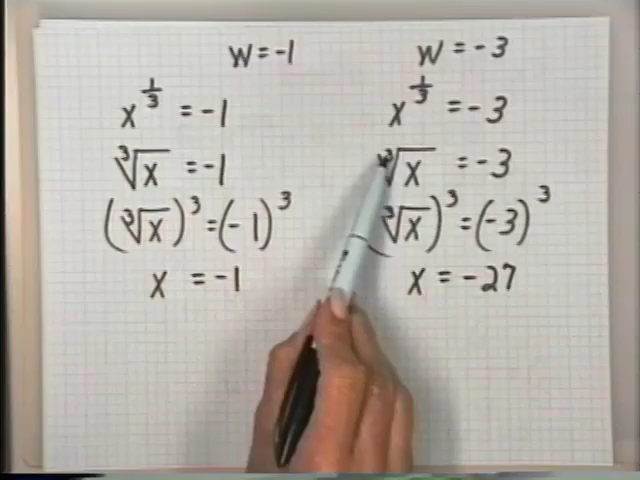 W = -1
W = -3
x^{1/3} = -1
x^{1/3} = -3
∛x = -1
∛x = -3
(∛x)^3 = (-1)^3
∛x)^3 = (-3)^3
x = -1
x = -27